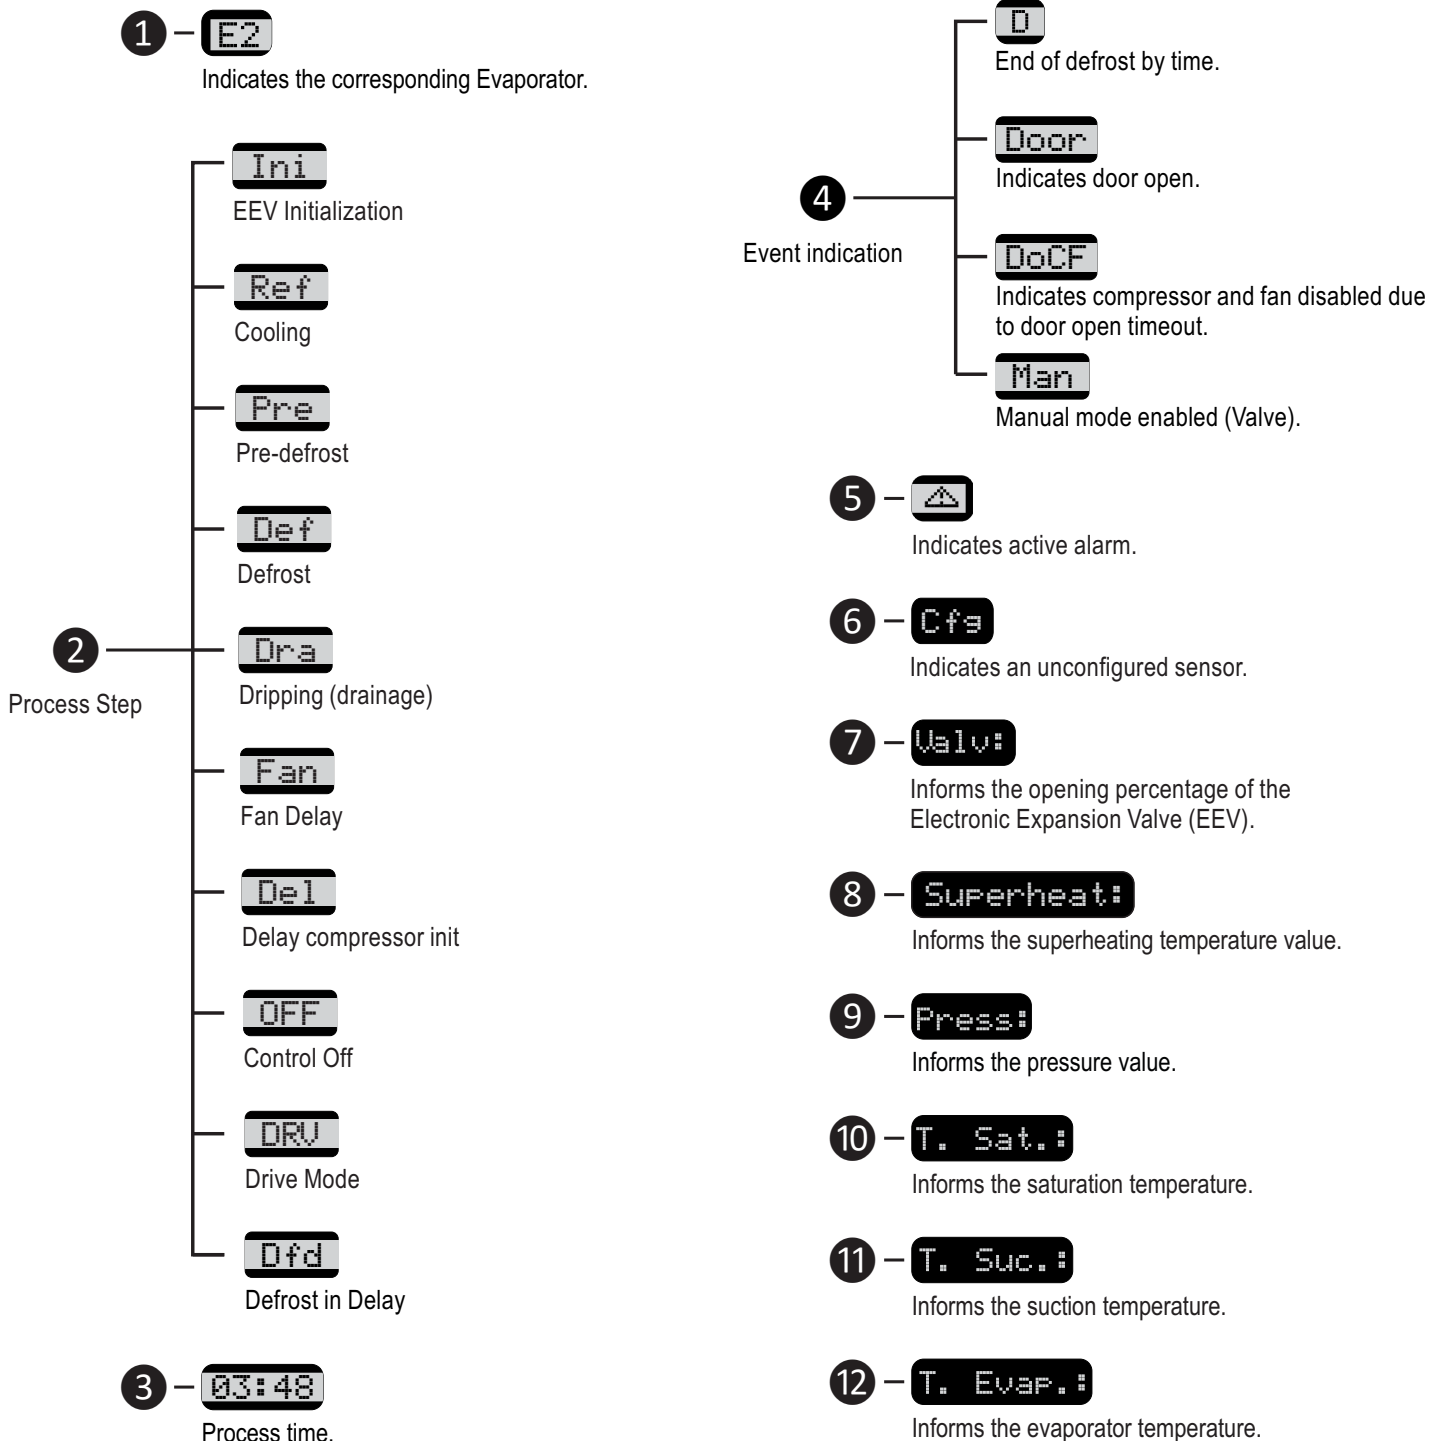 1
E2
Indicates the corresponding Evaporator.
2
Process Step
Ini
EEV Initialization
Ref
Cooling
Pre
Pre-defrost
Def
Defrost
Dra
Dripping (drainage)
Fan
Fan Delay
Del
Delay compressor init
OFF
Control Off
DRV
Drive Mode
Dfd
Defrost in Delay
3
03:48
Process time.
4
Event indication
D
End of defrost by time.
Door
Indicates door open.
DoCF
Indicates compressor and fan disabled due
to door open timeout.
Man
Manual mode enabled (Valve).
5
Indicates active alarm.
6
Cfg
Indicates an unconfigured sensor.
7
Valv:
Informs the opening percentage of the
Electronic Expansion Valve (EEV).
8
Superheat:
Informs the superheating temperature value.
9
Press:
Informs the pressure value.
10
T. Sat.:
Informs the saturation temperature.
11
T. Suc.:
Informs the suction temperature.
12
T. Evap.:
Informs the evaporator temperature.